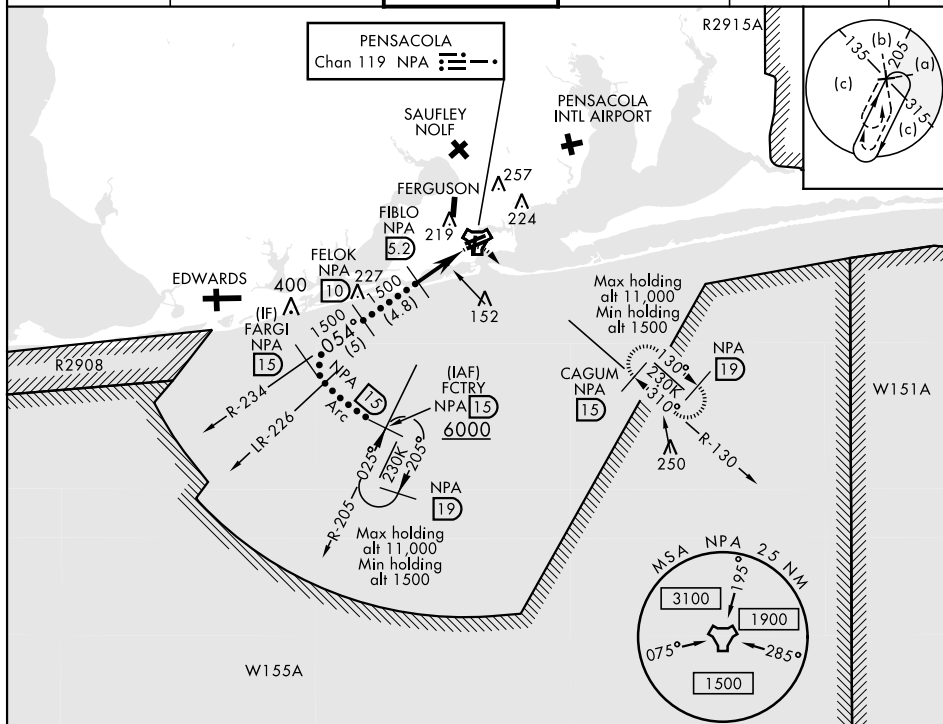 PENSACOLA
Chan 119 NPA
R2915A
135
(b)
205
(a)
(c)
315
(c)
SAUFLEY
NOLF
PENSACOLA
INTL AIRPORT
FERGUSON
257
224
219
FIBLO
NPA
5.2
FELOK
NPA
10
227
EDWARDS
400
(IF)
FARGI
NPA
15
1500
1500
054°
(5)
(4.8)
152
R2908
NPA
15
Arc
R-234
LR-226
(IAF)
FCTRY
NPA 15
6000
025°
230K
205°
R-205
NPA
19
Max holding
alt 11,000
Min holding
alt 1500
Max holding
alt 11,000
Min holding
alt 1500
CAGUM
NPA
15
130°
230K
310°
NPA
19
R-130
250
W151A
W155A
MSA NPA 25 NM
195°
3100
1900
075°
285°
1500